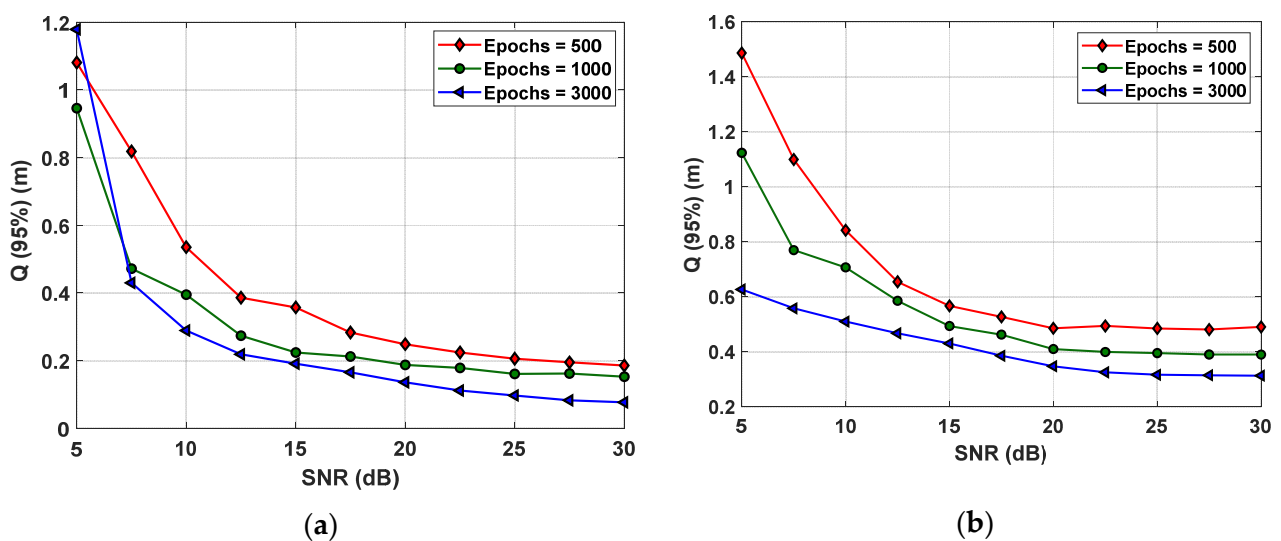 1.2
1
0.8
0.6
0.4
0.2
0
Q (95%) (m)
5 10 15 20 25 30
SNR (dB)
Epochs = 500
Epochs = 1000
Epochs = 3000
(a)
1.6
1.4
1.2
1
0.8
0.6
0.4
0.2
Q (95%) (m)
5 10 15 20 25 30
SNR (dB)
Epochs = 500
Epochs = 1000
Epochs = 3000
(b)